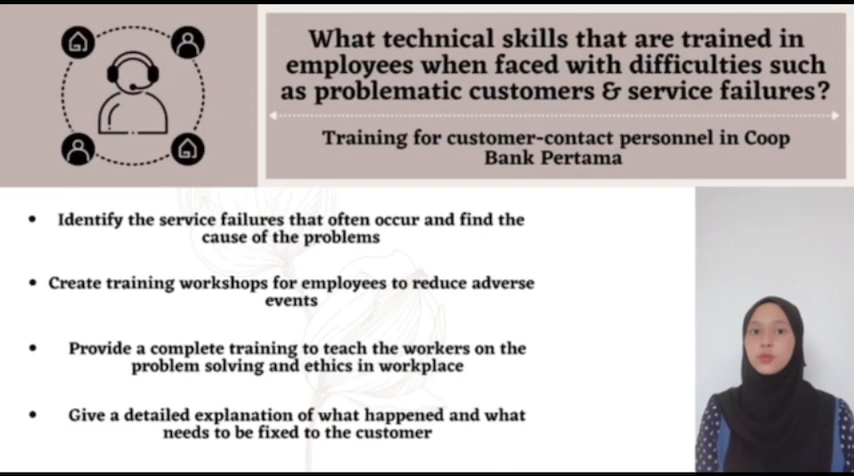 What technical skills that are trained in
employees when faced with difficulties such
as problematic customers & service failures?
Training for customer-contact personnel in Coop
Bank Pertama
• Identify the service failures that often occur and find the
cause of the problems
• Create training workshops for employees to reduce adverse
events
• Provide a complete training to teach the workers on the
problem solving and ethics in workplace
• Give a detailed explanation of what happened and what
needs to be fixed to the customer